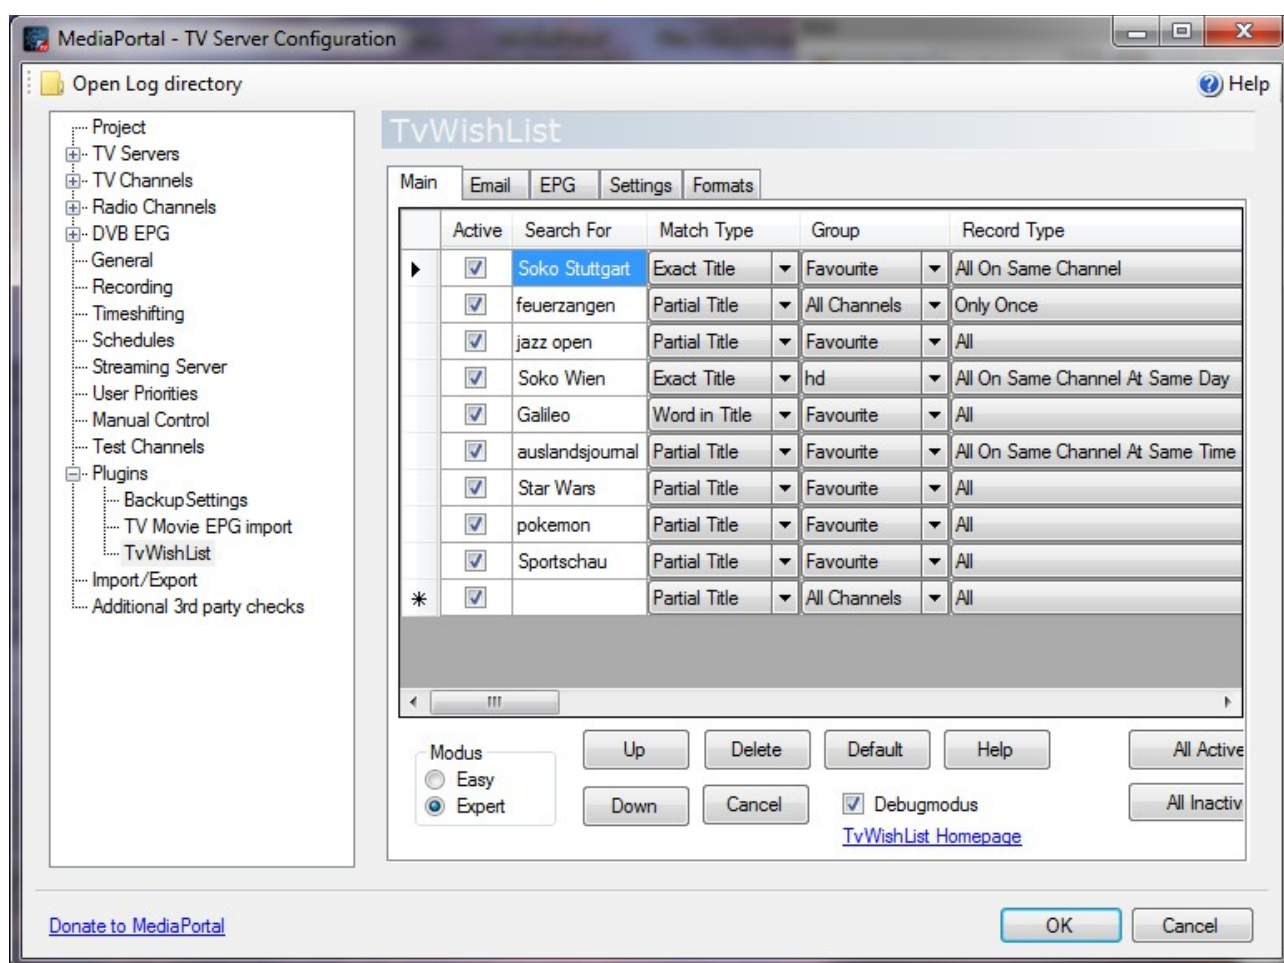 MediaPortal - TV Server Configuration
Open Log directory
Help
Project
TV Servers
TV Channels
Radio Channels
DVB EPG
General
Recording
Timeshifting
Schedules
Streaming Server
User Priorities
Manual Control
Test Channels
Plugins
BackupSettings
TV Movie EPG import
TvWishList
Import/Export
Additional 3rd party checks
TvWishList
Main Email EPG Settings Formats
Active Search For Match Type Group Record Type
Soko Stuttgart Exact Title Favourite All On Same Channel
feuerzangen Partial Title All Channels Only Once
jazz open Partial Title Favourite All
Soko Wien Exact Title hd All On Same Channel At Same Day
Galileo Word in Title Favourite All
auslandsjournal Partial Title Favourite All On Same Channel At Same Time
Star Wars Partial Title Favourite All
pokemon Partial Title Favourite All
Sportschau Partial Title Favourite All
Partial Title All Channels All
Modus
Easy
Expert
Up Delete Default Help All Active
Down Cancel Debugmodus All Inactiv
TvWishList Homepage
Donate to MediaPortal
OK Cancel